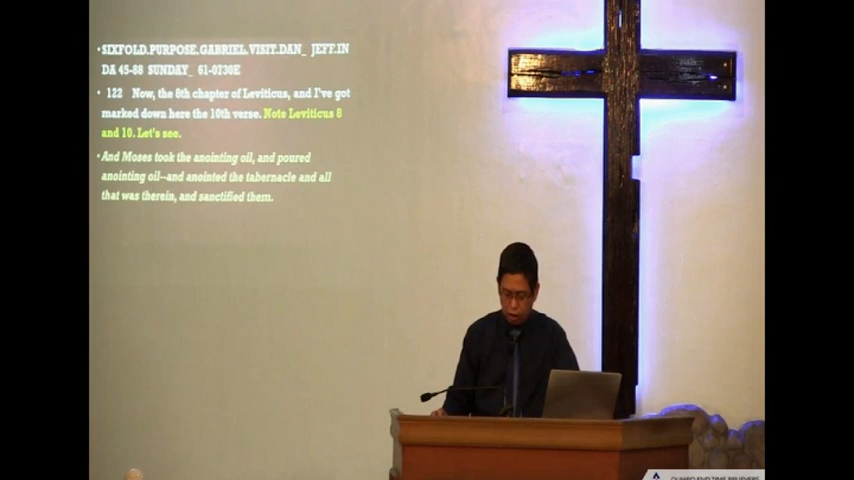 • SIXFOLD.PURPOSE.GABRIEL.VISIT.DAN_ JEFF.IN
DA 45-88 SUNDAY_ 61-0730E
• 122 Now, the 8th chapter of Leviticus, and I've got
marked down here the 10th verse. Note Leviticus 8
and 10. Let's see.
• And Moses took the anointing oil, and poured
anointing oil--and anointed the tabernacle and all
that was therein, and sanctified them.
END TIME BELIEVERS